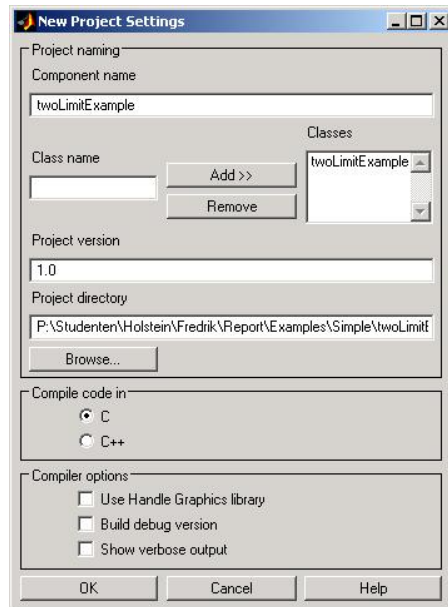 New Project Settings
Project naming
Component name
twoLimitExample
Classes
Class name
twoLimitExample
Add >>
Remove
Project version
1.0
Project directory
P:\Studenten\Holstein\Fredrik\Report\Examples\Simple\twoLimitE
Browse...
Compile code in
C
C++
Compiler options
Use Handle Graphics library
Build debug version
Show verbose output
OK Cancel Help